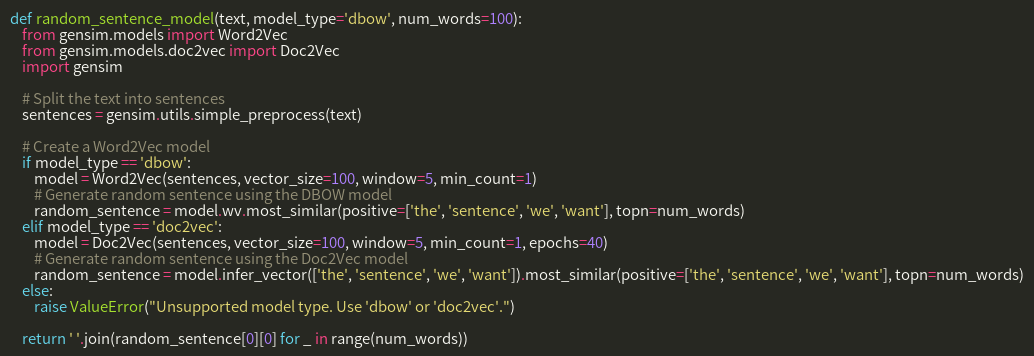 def random_sentence_model(text, model_type='dbow', num_words=100):
    from gensim.models import Word2Vec
    from gensim.models.doc2vec import Doc2Vec
    import gensim

    # Split the text into sentences
    sentences = gensim.utils.simple_preprocess(text)

    # Create a Word2Vec model
    if model_type == 'dbow':
        model = Word2Vec(sentences, vector_size=100, window=5, min_count=1)
        # Generate random sentence using the DBOW model
        random_sentence = model.wv.most_similar(positive=['the', 'sentence', 'we', 'want'], topn=num_words)
    elif model_type == 'doc2vec':
        model = Doc2Vec(sentences, vector_size=100, window=5, min_count=1, epochs=40)
        # Generate random sentence using the Doc2Vec model
        random_sentence = model.infer_vector(['the', 'sentence', 'we', 'want']).most_similar(positive=['the', 'sentence', 'we', 'want'], topn=num_words)
    else:
        raise ValueError("Unsupported model type. Use 'dbow' or 'doc2vec'.")

    return ' '.join(random_sentence[0][0] for _ in range(num_words))